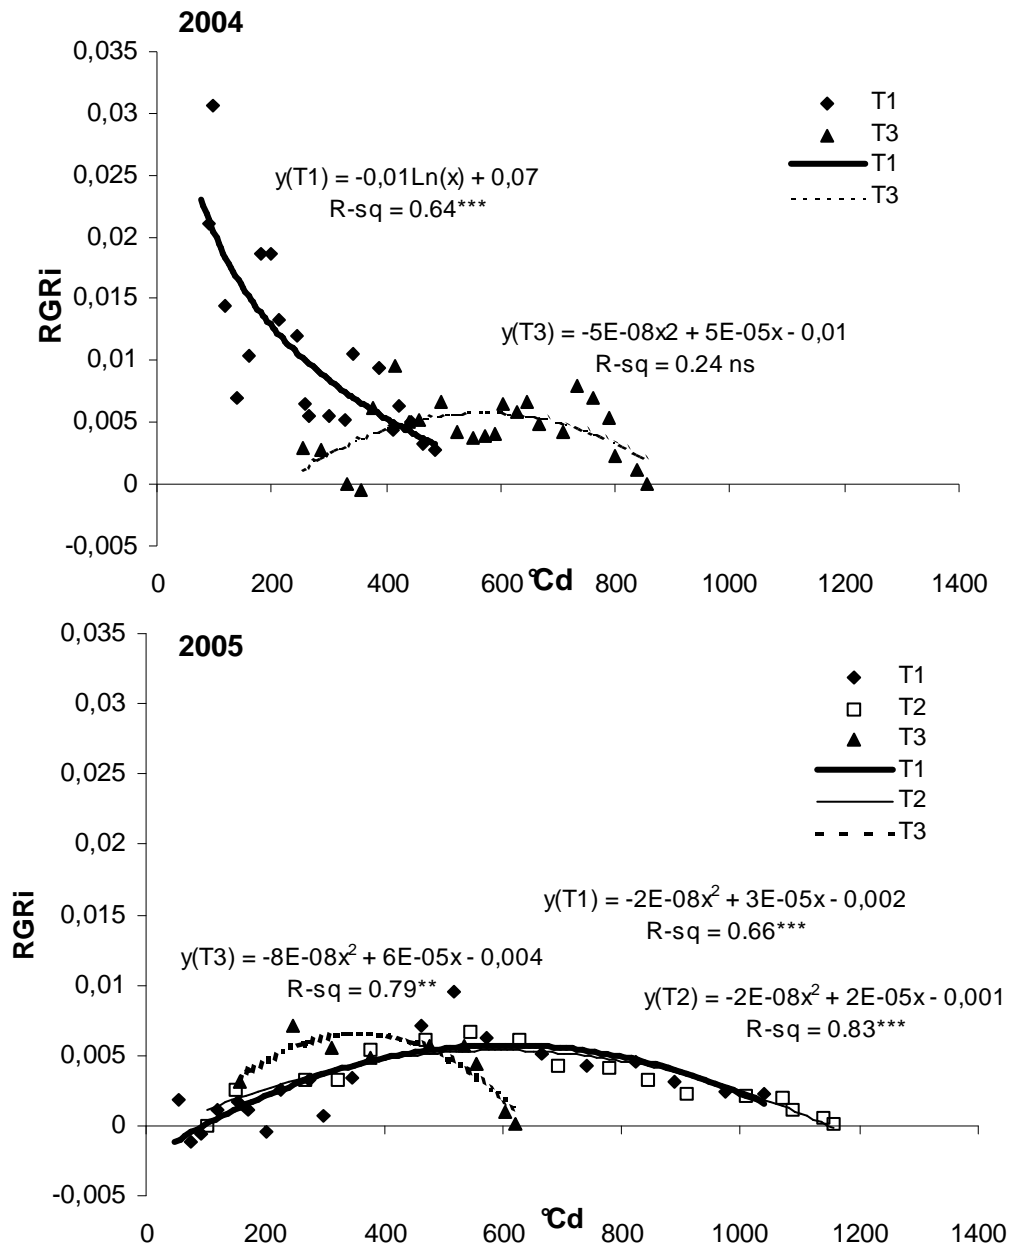 2004
0,035
0,03
0,025
0,02
0,015
0,01
0,005
0
-0,005
RGRi
T1
T3
T1
T3
y(T1) = -0,01Ln(x) + 0,07
R-sq = 0.64***
y(T3) = -5E-08x2 + 5E-05x - 0,01
R-sq = 0.24 ns
0 200 400 600 800 1000 1200 1400
°Cd
2005
0,035
0,03
0,025
0,02
0,015
0,01
0,005
0
-0,005
RGRi
T1
T2
T3
T1
T2
T3
y(T1) = -2E-08x² + 3E-05x - 0,002
R-sq = 0.66***
y(T3) = -8E-08x² + 6E-05x - 0,004
R-sq = 0.79**
y(T2) = -2E-08x² + 2E-05x - 0,001
R-sq = 0.83***
0 200 400 600 800 1000 1200 1400
°Cd